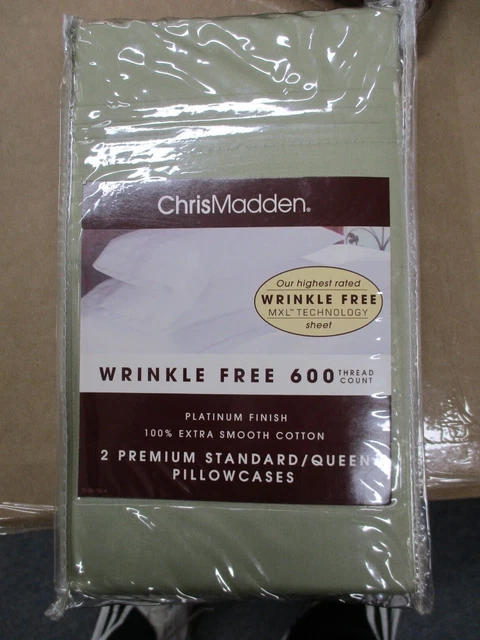 ChrisMadden®
Our highest rated
WRINKLE FREE
MXL™ TECHNOLOGY
sheet
WRINKLE FREE 600 THREAD COUNT
PLATINUM FINISH
100% EXTRA SMOOTH COTTON
2 PREMIUM STANDARD/QUEEN
PILLOWCASES